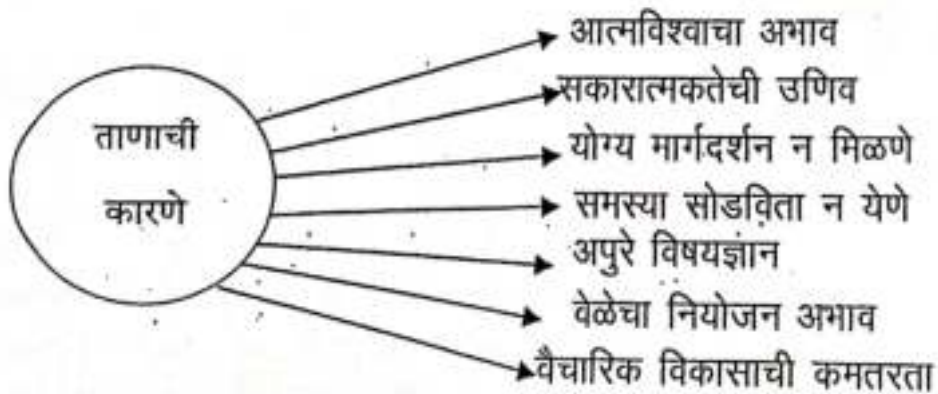 ताणाची
कारणे
आत्मविश्वाचा अभाव
सकारात्मकतेची उणिव
योग्य मार्गदर्शन न मिळणे
समस्या सोडविता न येणे
अपुरे विषयज्ञान
वेळेचा नियोजन अभाव
वैचारिक विकासाची कमतरता